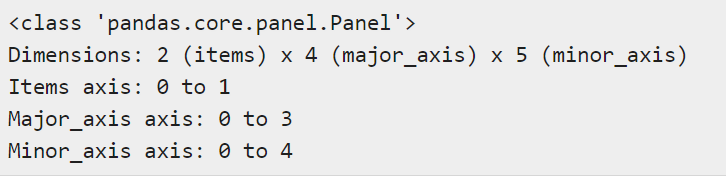 <class 'pandas.core.panel.Panel'>
Dimensions: 2 (items) x 4 (major_axis) x 5 (minor_axis)
Items axis: 0 to 1
Major_axis axis: 0 to 3
Minor_axis axis: 0 to 4